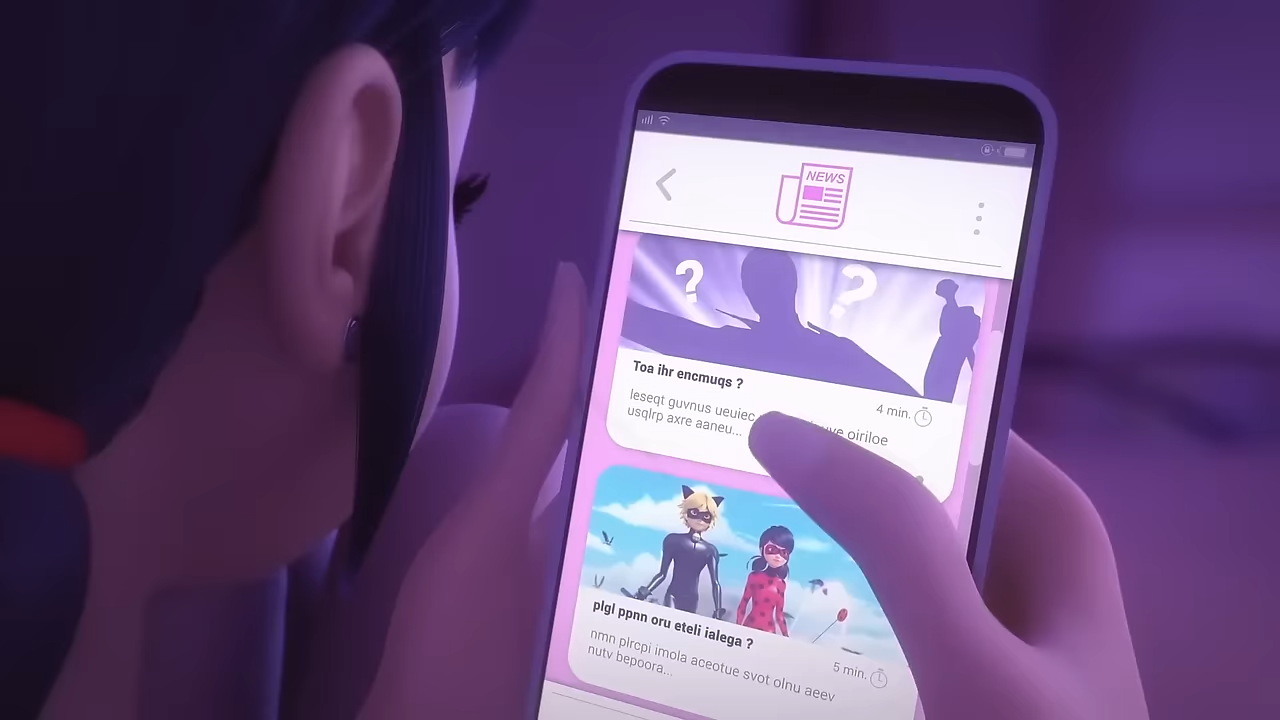 NEWS
? ?
Toa ihr encmuqs ?
4 min.
leseqt guvnus ueuiec oiriloe
usqlrp axre aaneu...
plgl ppnn oru eteli ialega ?
5 min.
nmn plrcpi imola aceotue svot olnu aeev
nutv bepoora...